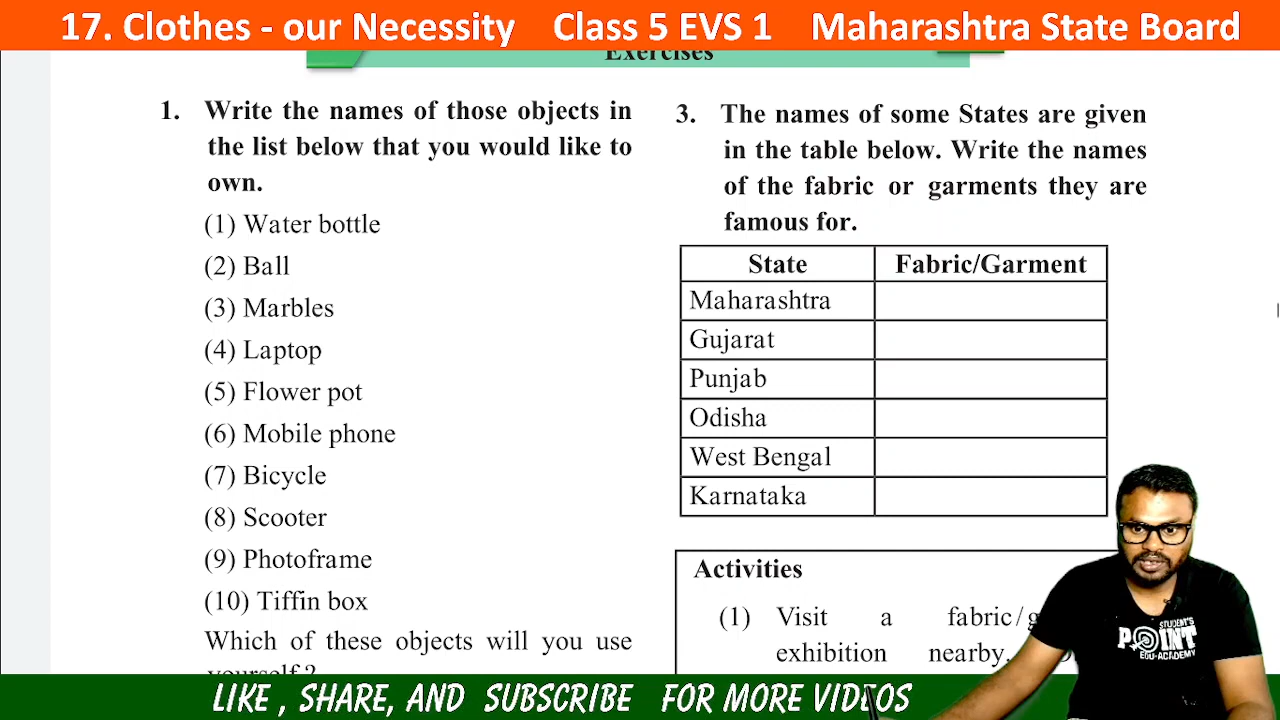 17. Clothes - our Necessity Class 5 EVS 1 Maharashtra State Board
Exercises
1. Write the names of those objects in
the list below that you would like to
own.
(1) Water bottle
(2) Ball
(3) Marbles
(4) Laptop
(5) Flower pot
(6) Mobile phone
(7) Bicycle
(8) Scooter
(9) Photoframe
(10) Tiffin box
Which of these objects will you use
yourself ?
3. The names of some States are given
in the table below. Write the names
of the fabric or garments they are
famous for.
State Fabric/Garment
Maharashtra
Gujarat
Punjab
Odisha
West Bengal
Karnataka
Activities
(1) Visit a fabric/
exhibition nearby.
STUDENT'S
POINT
EDU-ACADEMY
LIKE , SHARE, AND SUBSCRIBE FOR MORE VIDEOS